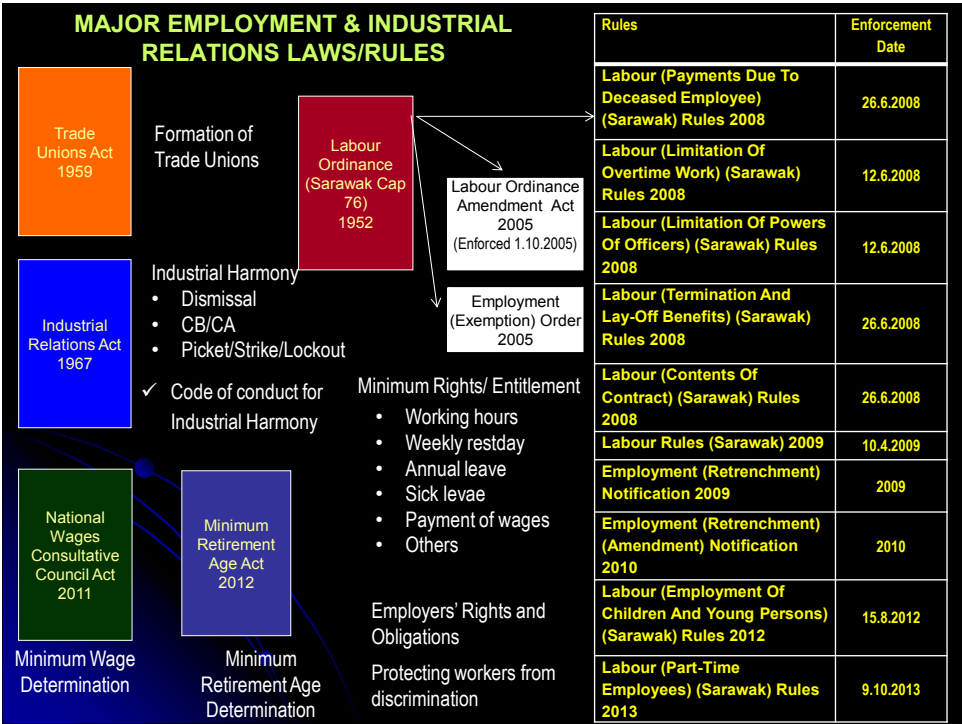 MAJOR EMPLOYMENT & INDUSTRIAL
RELATIONS LAWS/RULES
Trade
Unions Act
1959
Formation of
Trade Unions
Labour
Ordinance
(Sarawak Cap
76)
1952
Labour Ordinance
Amendment Act
2005
(Enforced 1.10.2005)
Employment
(Exemption) Order
2005
Industrial
Relations Act
1967
Industrial Harmony
• Dismissal
• CB/CA
• Picket/Strike/Lockout
✓ Code of conduct for
Industrial Harmony
Minimum Rights/ Entitlement
• Working hours
• Weekly restday
• Annual leave
• Sick levae
• Payment of wages
• Others
National
Wages
Consultative
Council Act
2011
Minimum Wage
Determination
Minimum
Retirement
Age Act
2012
Minimum
Retirement Age
Determination
Employers' Rights and
Obligations
Protecting workers from
discrimination
Rules
Enforcement
Date
Labour (Payments Due To
Deceased Employee)
(Sarawak) Rules 2008
26.6.2008
Labour (Limitation Of
Overtime Work) (Sarawak)
Rules 2008
12.6.2008
Labour (Limitation Of Powers
Of Officers) (Sarawak) Rules
2008
12.6.2008
Labour (Termination And
Lay-Off Benefits) (Sarawak)
Rules 2008
26.6.2008
Labour (Contents Of
Contract) (Sarawak) Rules
2008
26.6.2008
Labour Rules (Sarawak) 2009
10.4.2009
Employment (Retrenchment)
Notification 2009
2009
Employment (Retrenchment)
(Amendment) Notification
2010
2010
Labour (Employment Of
Children And Young Persons)
(Sarawak) Rules 2012
15.8.2012
Labour (Part-Time
Employees) (Sarawak) Rules
2013
9.10.2013